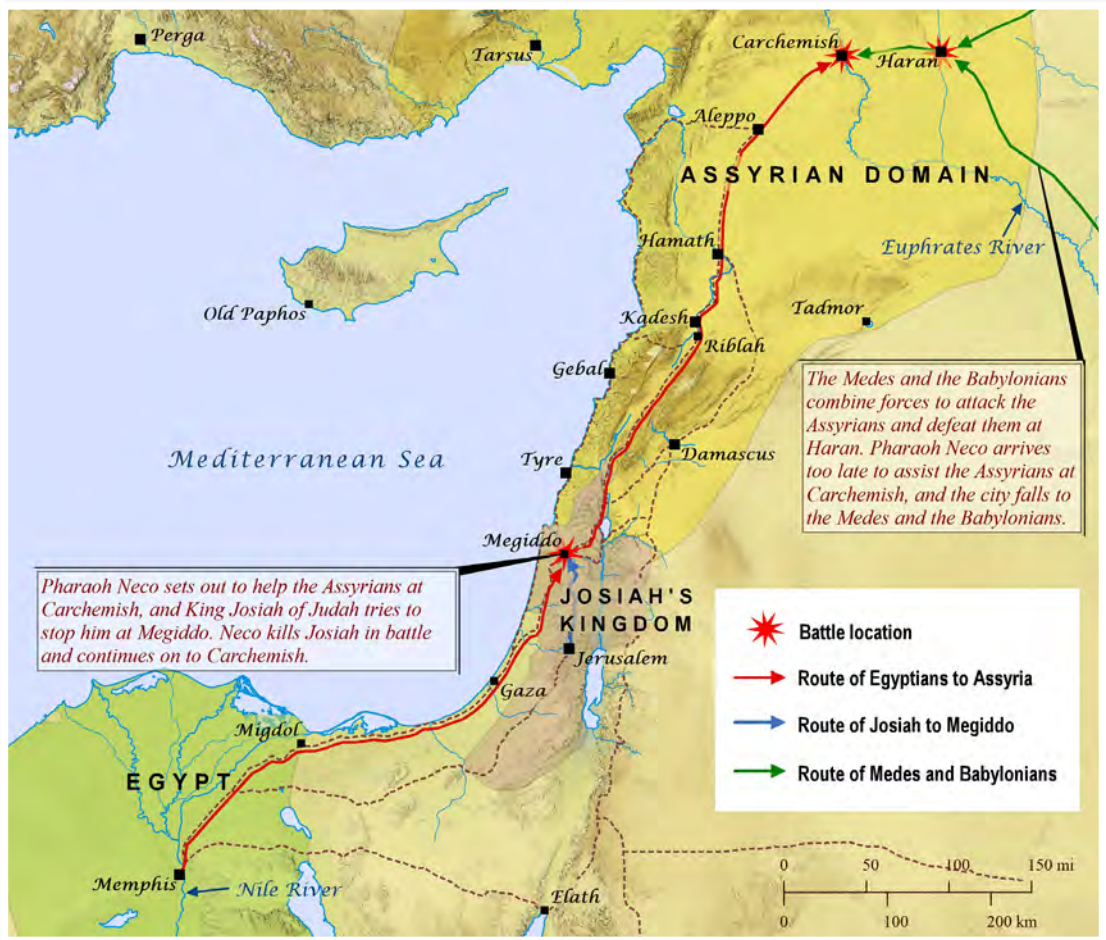 Perga
Tarsus
Carchemish
Haran
Aleppo
ASSYRIAN DOMAIN
Hamath
Euphrates River
Old Paphos
Tadmor
Kadesh
Riblah
Gebal
The Medes and the Babylonians
combine forces to attack the
Assyrians and defeat them at
Haran. Pharaoh Neco arrives
too late to assist the Assyrians at
Carchemish, and the city falls to
the Medes and the Babylonians.
Mediterranean Sea
Tyre
Damascus
Megiddo
Pharaoh Neco sets out to help the Assyrians at
Carchemish, and King Josiah of Judah tries to
stop him at Megiddo. Neco kills Josiah in battle
and continues on to Carchemish.
JOSIAH'S
KINGDOM
Jerusalem
Gaza
Migdol
EGYPT
Memphis
Nile River
Elath
Battle location
Route of Egyptians to Assyria
Route of Josiah to Megiddo
Route of Medes and Babylonians
0 50 100 150 mi
0 100 200 km